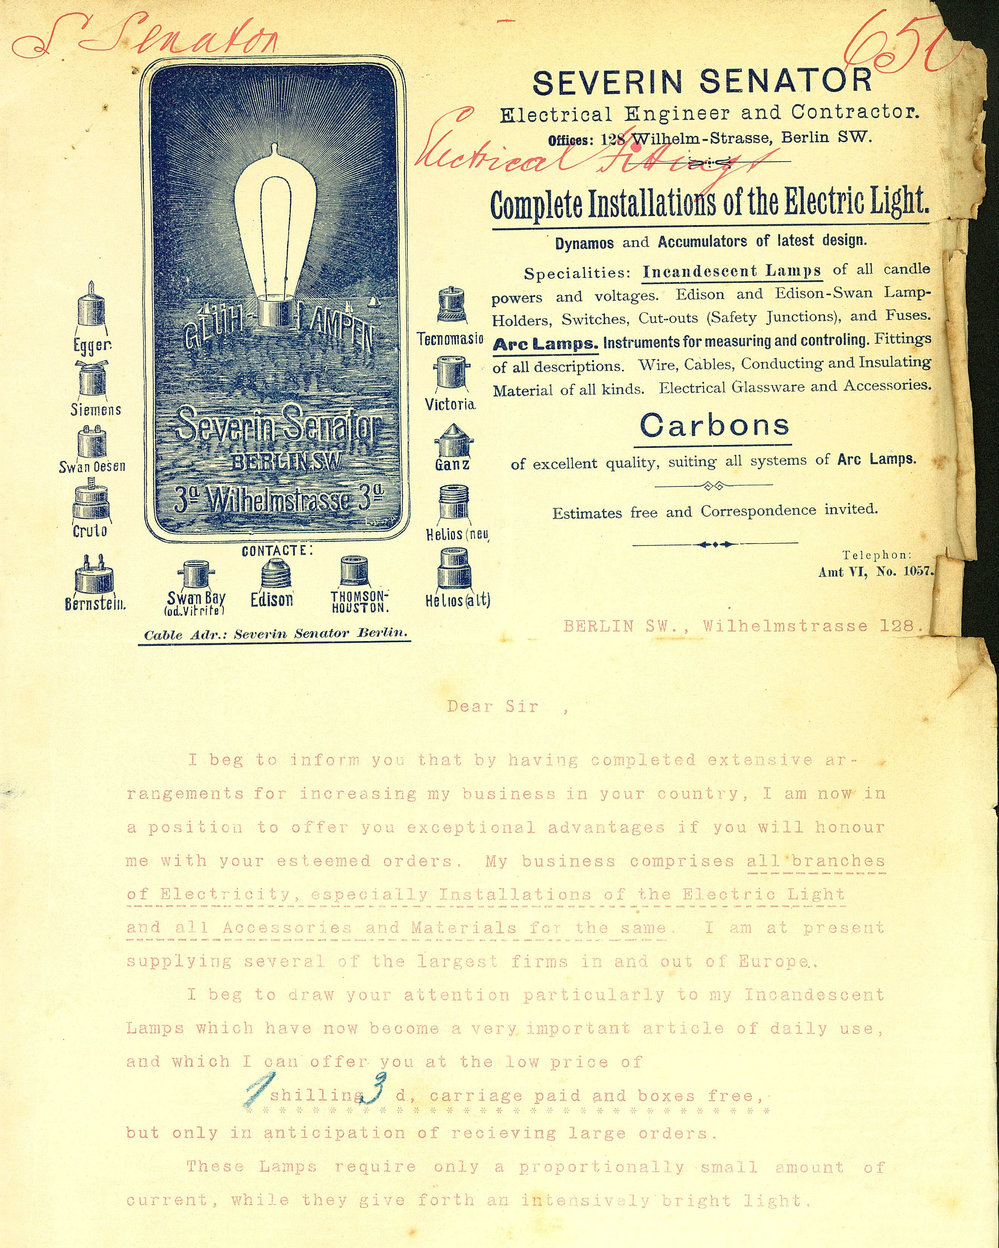 S Senator
650
SEVERIN SENATOR
Electrical Engineer and Contractor.
Offices: 128 Wilhelm-Strasse, Berlin SW.
Electrical Fittings
Complete Installations of the Electric Light.
Dynamos and Accumulators of latest design.
Specialities: Incandescent Lamps of all candle
powers and voltages. Edison and Edison-Swan Lamp-
Holders, Switches, Cut-outs (Safety Junctions), and Fuses.
Arc Lamps. Instruments for measuring and controling. Fittings
of all descriptions. Wire, Cables, Conducting and Insulating
Material of all kinds. Electrical Glassware and Accessories.
Carbons
of excellent quality, suiting all systems of Arc Lamps.
Estimates free and Correspondence invited.
Telephon:
Amt VI, No. 1057.
GLÜH-LAMPEN
Severin Senator
BERLIN.SW
3a Wilhelmstrasse 3a
Egger.
Siemens
Swan Oesen
Cruto
Bernstein.
Tecnomasio
Victoria
Ganz
Helios (neu)
Helios (alt)
CONTACTE:
Swan Bay
(od. Vitrite)
Edison
THOMSON-
HOUSTON.
Cable Adr.: Severin Senator Berlin.
BERLIN SW., Wilhelmstrasse 128.
Dear Sir ,
I beg to inform you that by having completed extensive ar-
rangements for increasing my business in your country, I am now in
a position to offer you exceptional advantages if you will honour
me with your esteemed orders. My business comprises all branches
of Electricity, especially Installations of the Electric Light
and all Accessories and Materials for the same. I am at present
supplying several of the largest firms in and out of Europe.
I beg to draw your attention particularly to my Incandescent
Lamps which have now become a very important article of daily use,
and which I can offer you at the low price of
1 shilling 3 d, carriage paid and boxes free,
but only in anticipation of recieving large orders.
These Lamps require only a proportionally small amount of
current, while they give forth an intensively bright light.